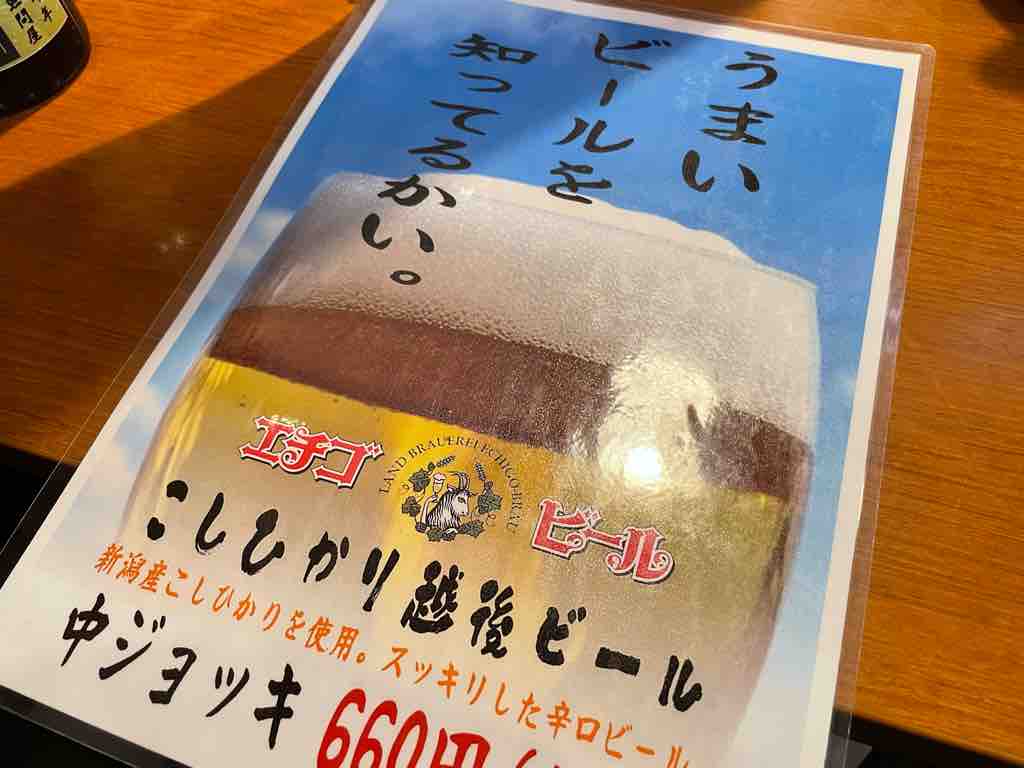 うまい
ビールを
知ってるかい。
エチゴ
LAND BRAUEREI ECHIGO-BRÄU
ビール
こしひかり越後ビール
新潟産こしひかりを使用。スッキリした辛口ビール
中ジョッキ 660円